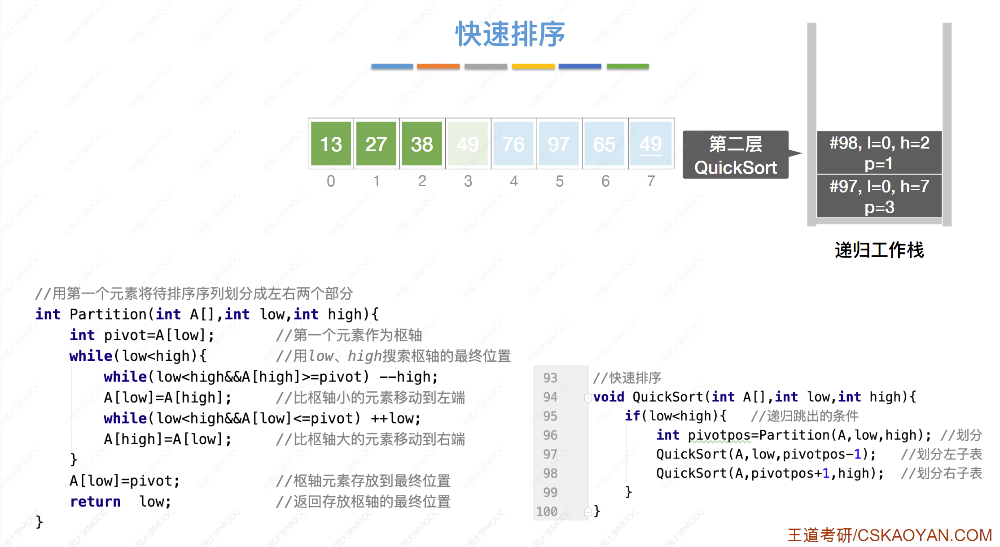 快速排序
13 27 38 49 76 97 65 49
0 1 2 3 4 5 6 7
第二层
QuickSort
#98, l=0, h=2
p=1
#97, l=0, h=7
p=3
递归工作栈
//用第一个元素将待排序序列划分成左右两个部分
int Partition(int A[],int low,int high){
int pivot=A[low]; //第一个元素作为枢轴
while(low<high){ //用low、high搜索枢轴的最终位置
while(low<high&&A[high]>=pivot) --high;
A[low]=A[high]; //比枢轴小的元素移动到左端
while(low<high&&A[low]<=pivot) ++low;
A[high]=A[low]; //比枢轴大的元素移动到右端
}
A[low]=pivot; //枢轴元素存放到最终位置
return low; //返回存放枢轴的最终位置
}
93 //快速排序
94 void QuickSort(int A[],int low,int high){
95 if(low<high){ //递归跳出的条件
96 int pivotpos=Partition(A,low,high); //划分
97 QuickSort(A,low,pivotpos-1); //划分左子表
98 QuickSort(A,pivotpos+1,high); //划分右子表
99 }
100 }
王道考研/CSKAOYAN.COM
中国大学MOOC